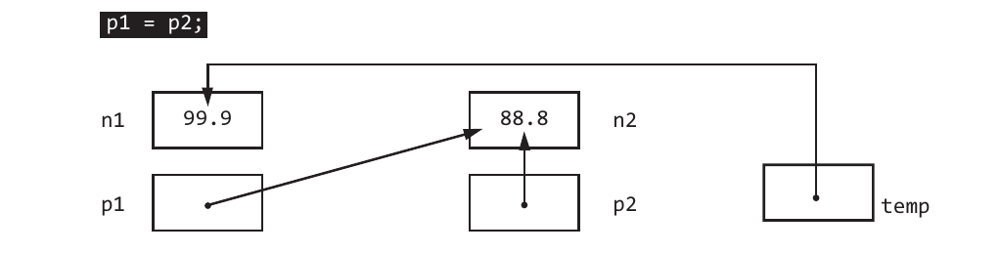 p1 = p2;
n1 99.9 88.8 n2
p1 p2 temp